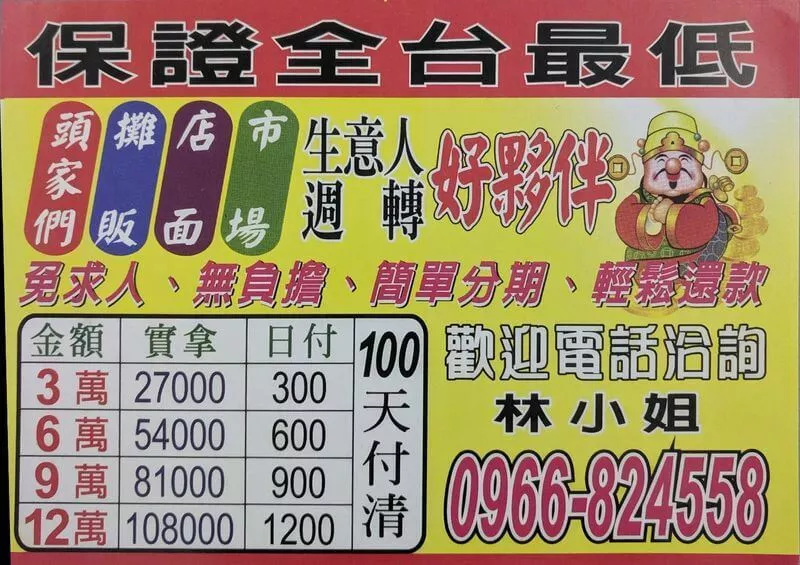 保證全台最低
頭家們 攤販 店面 市場
生意人
週轉
好夥伴
免求人、無負擔、簡單分期、輕鬆還款
金額 實拿 日付
3萬 27000 300
6萬 54000 600
9萬 81000 900
12萬 108000 1200
100天付清
歡迎電話洽詢
林小姐
0966-824558